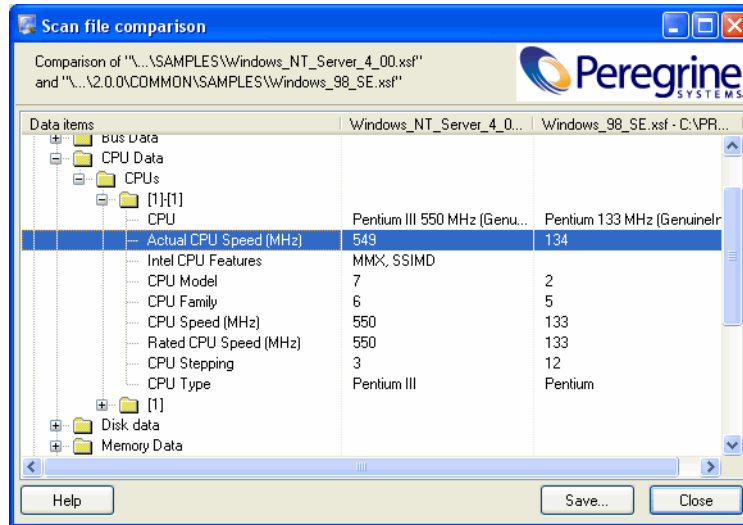 Scan file comparison
Comparison of "\...\SAMPLES\Windows_NT_Server_4_00.xsf"
and "\...\2.0.0\COMMON\SAMPLES\Windows_98_SE.xsf"
Peregrine
SYSTEMS
Data items Windows_NT_Server_4_0... Windows_98_SE.xsf - C:\PR...
Bus Data
CPU Data
CPUs
[1]-[1]
CPU Pentium III 550 MHz (Genu... Pentium 133 MHz (GenuineIr
Actual CPU Speed (MHz) 549 134
Intel CPU Features MMX, SSIMD
CPU Model 7 2
CPU Family 6 5
CPU Speed (MHz) 550 133
Rated CPU Speed (MHz) 550 133
CPU Stepping 3 12
CPU Type Pentium III Pentium
[1]
Disk data
Memory Data
Help Save... Close